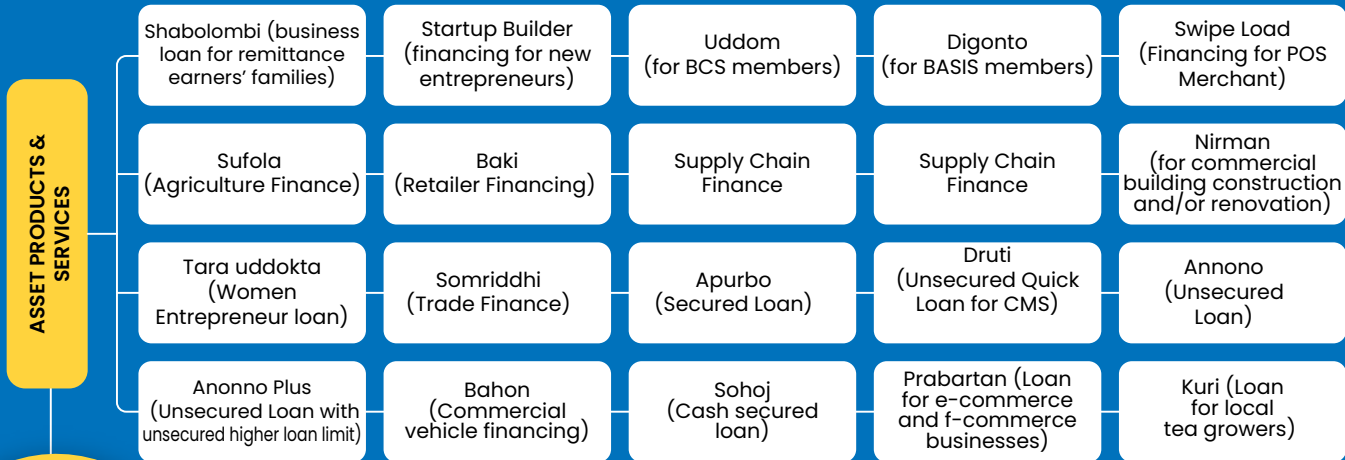 ASSET PRODUCTS &
SERVICES
Shabolombi (business
loan for remittance
earners’ families)
Startup Builder
(financing for new
entrepreneurs)
Uddom
(for BCS members)
Digonto
(for BASIS members)
Swipe Load
(Financing for POS
Merchant)
Sufola
(Agriculture Finance)
Baki
(Retailer Financing)
Supply Chain
Finance
Supply Chain
Finance
Nirman
(for commercial
building construction
and/or renovation)
Tara uddokta
(Women
Entrepreneur loan)
Somriddhi
(Trade Finance)
Apurbo
(Secured Loan)
Druti
(Unsecured Quick
Loan for CMS)
Annono
(Unsecured
Loan)
Anonno Plus
(Unsecured Loan with
unsecured higher loan limit)
Bahon
(Commercial
vehicle financing)
Sohoj
(Cash secured
loan)
Prabartan (Loan
for e-commerce
and f-commerce
businesses)
Kuri (Loan
for local
tea growers)